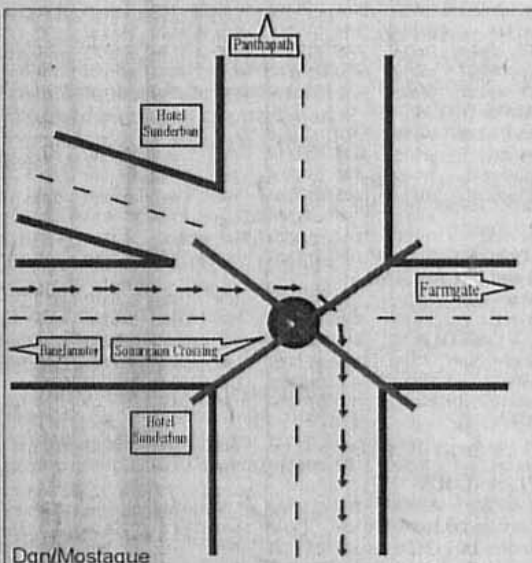 Panthapath
Hotel
Sunderban
Farmgate
Banglamotor
Sonargaon Crossing
Hotel
Sunderban
Dgn/Mostaque